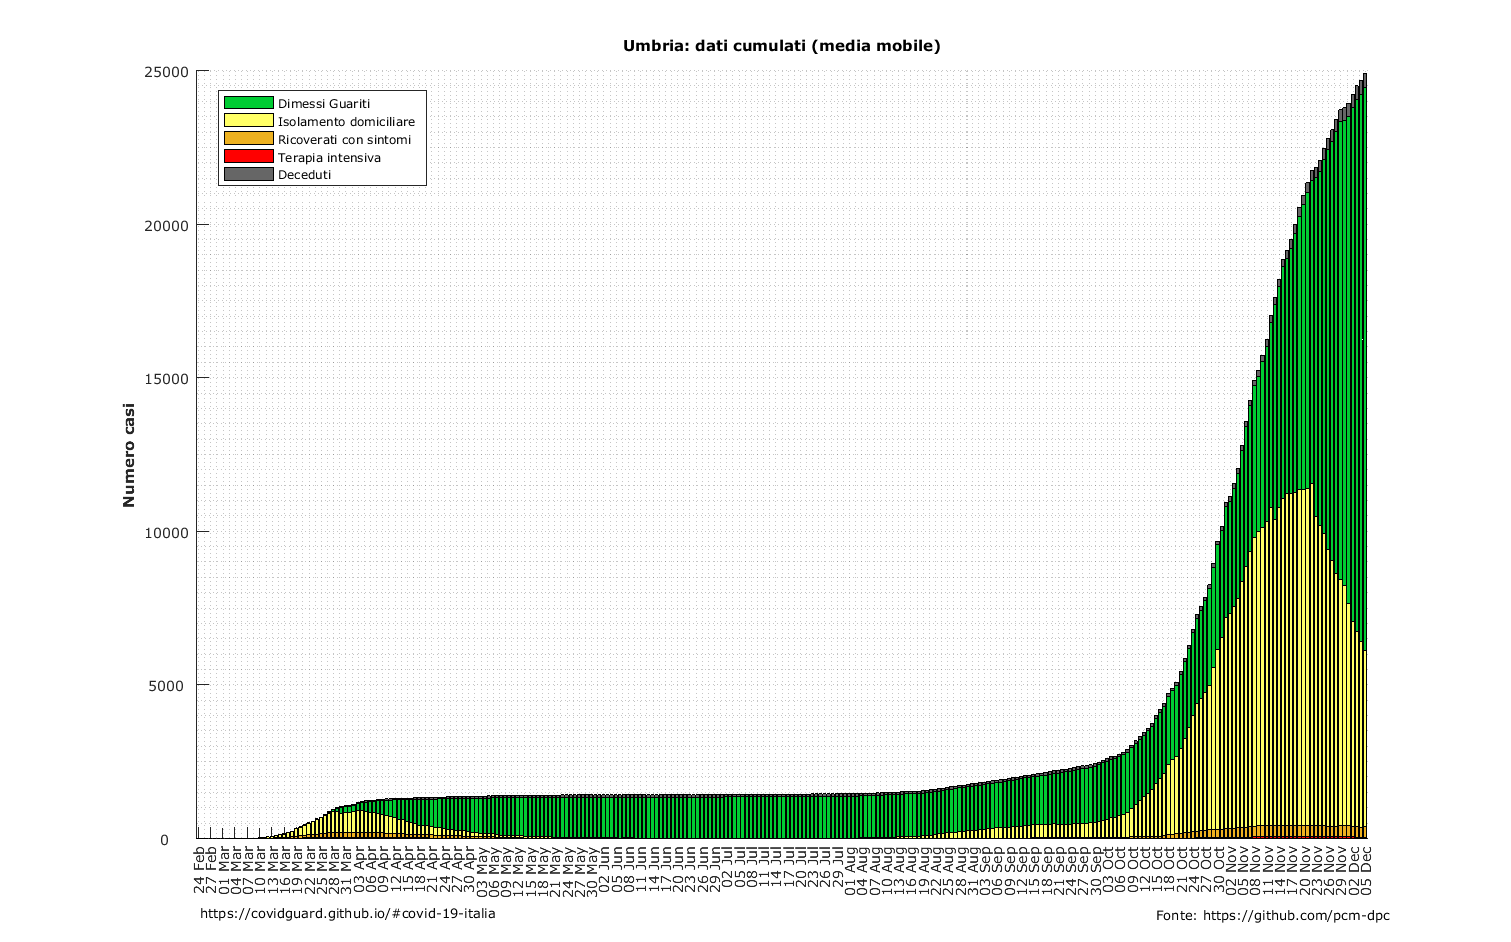 Umbria: dati cumulati (media mobile)
Numero casi
25000
20000
15000
10000
5000
0
Dimessi Guariti
Isolamento domiciliare
Ricoverati con sintomi
Terapia intensiva
Deceduti
24 Feb
27 Feb
01 Mar
04 Mar
07 Mar
10 Mar
13 Mar
16 Mar
19 Mar
22 Mar
25 Mar
28 Mar
31 Mar
03 Apr
06 Apr
09 Apr
12 Apr
15 Apr
18 Apr
21 Apr
24 Apr
27 Apr
30 Apr
03 May
06 May
09 May
12 May
15 May
18 May
21 May
24 May
27 May
30 May
02 Jun
05 Jun
08 Jun
11 Jun
14 Jun
17 Jun
20 Jun
23 Jun
26 Jun
29 Jun
02 Jul
05 Jul
08 Jul
11 Jul
14 Jul
17 Jul
20 Jul
23 Jul
26 Jul
29 Jul
01 Aug
04 Aug
07 Aug
10 Aug
13 Aug
16 Aug
19 Aug
22 Aug
25 Aug
28 Aug
31 Aug
03 Sep
06 Sep
09 Sep
12 Sep
15 Sep
18 Sep
21 Sep
24 Sep
27 Sep
30 Sep
03 Oct
06 Oct
09 Oct
12 Oct
15 Oct
18 Oct
21 Oct
24 Oct
27 Oct
30 Oct
02 Nov
05 Nov
08 Nov
11 Nov
14 Nov
17 Nov
20 Nov
23 Nov
26 Nov
29 Nov
02 Dec
05 Dec
https://covidguard.github.io/#covid-19-italia
Fonte: https://github.com/pcm-dpc